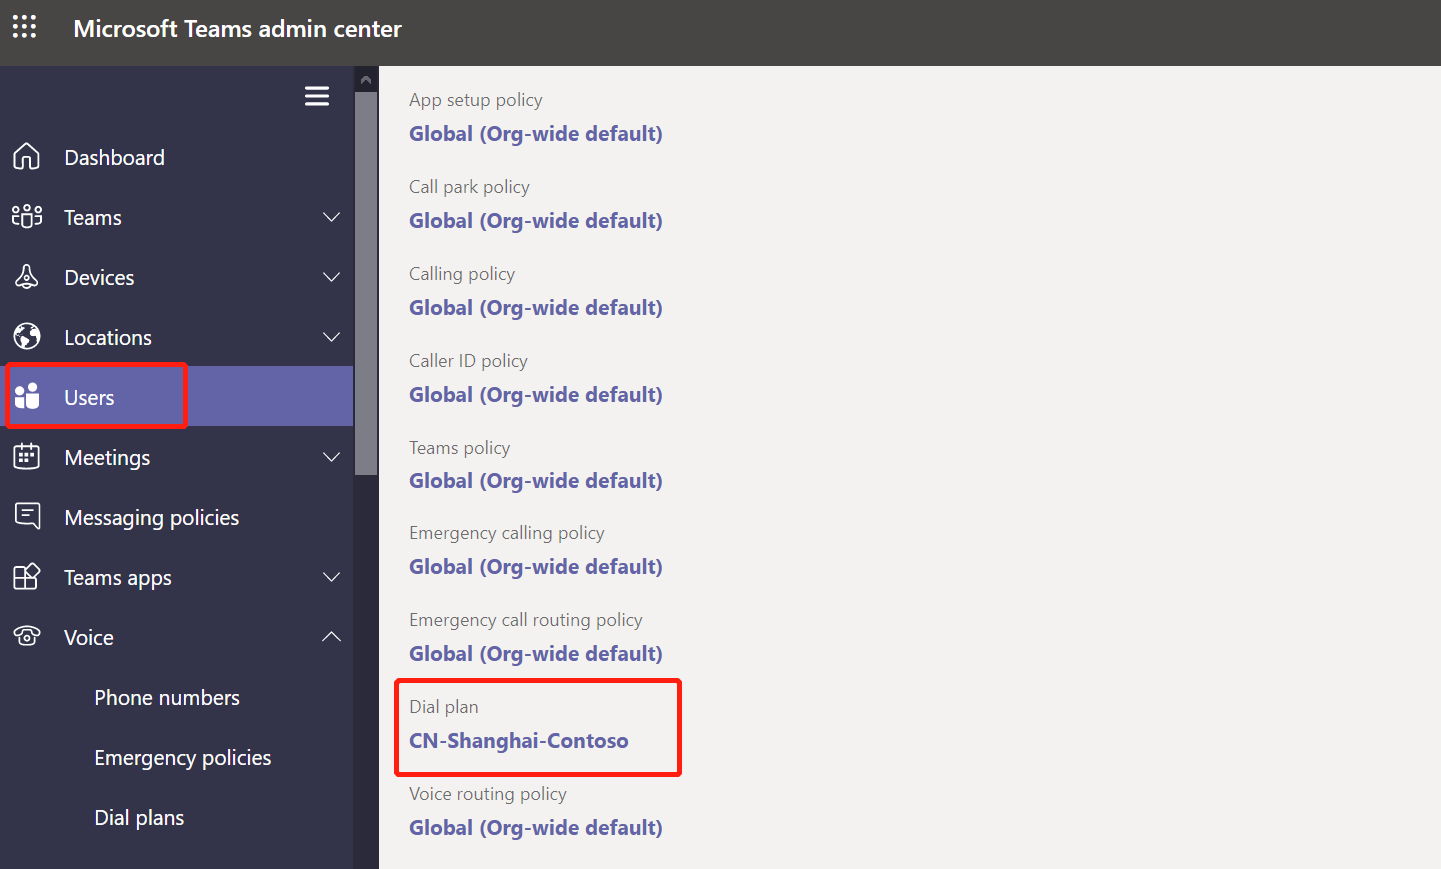 Microsoft Teams admin center
Dashboard
Teams
Devices
Locations
Users
Meetings
Messaging policies
Teams apps
Voice
Phone numbers
Emergency policies
Dial plans
App setup policy
Global (Org-wide default)
Call park policy
Global (Org-wide default)
Calling policy
Global (Org-wide default)
Caller ID policy
Global (Org-wide default)
Teams policy
Global (Org-wide default)
Emergency calling policy
Global (Org-wide default)
Emergency call routing policy
Global (Org-wide default)
Dial plan
CN-Shanghai-Contoso
Voice routing policy
Global (Org-wide default)